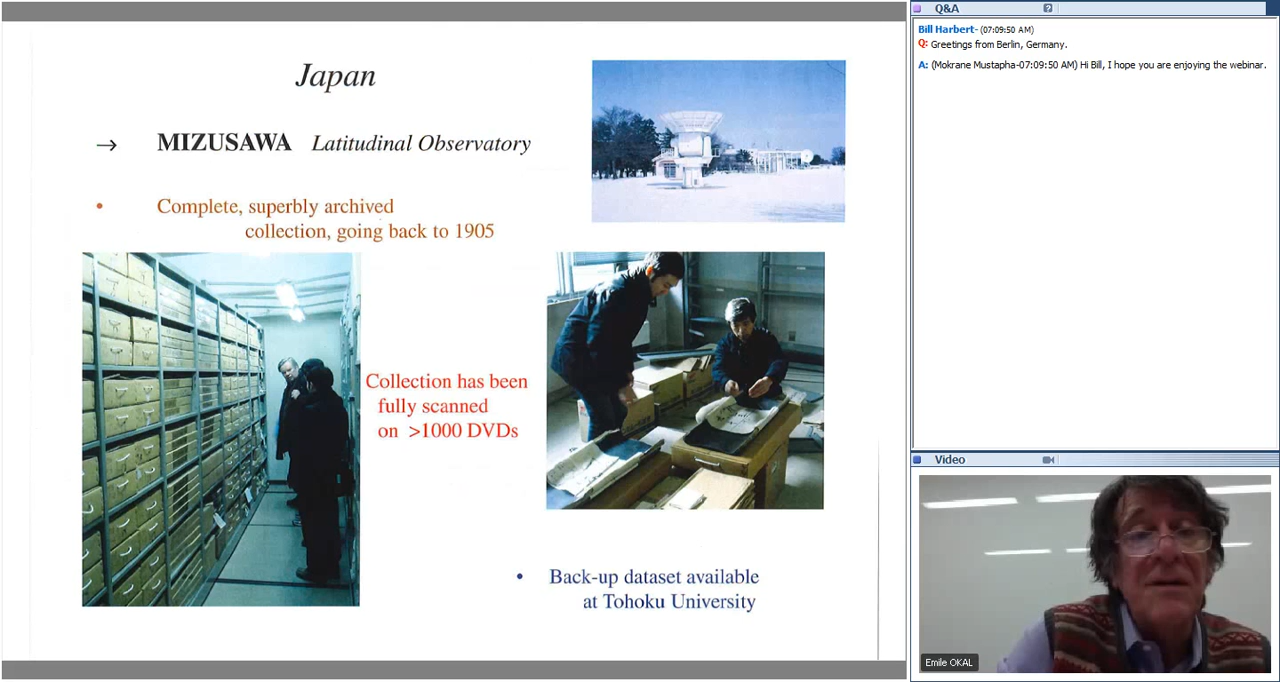 Japan
→ MIZUSAWA Latitudinal Observatory
• Complete, superbly archived
collection, going back to 1905
Collection has been
fully scanned
on >1000 DVDs
• Back-up dataset available
at Tohoku University
Q&A
Bill Harbert- (07:09:50 AM)
Q: Greetings from Berlin, Germany.
A: (Mokrane Mustapha-07:09:50 AM) Hi Bill, I hope you are enjoying the webinar.
Video
Emile OKAL